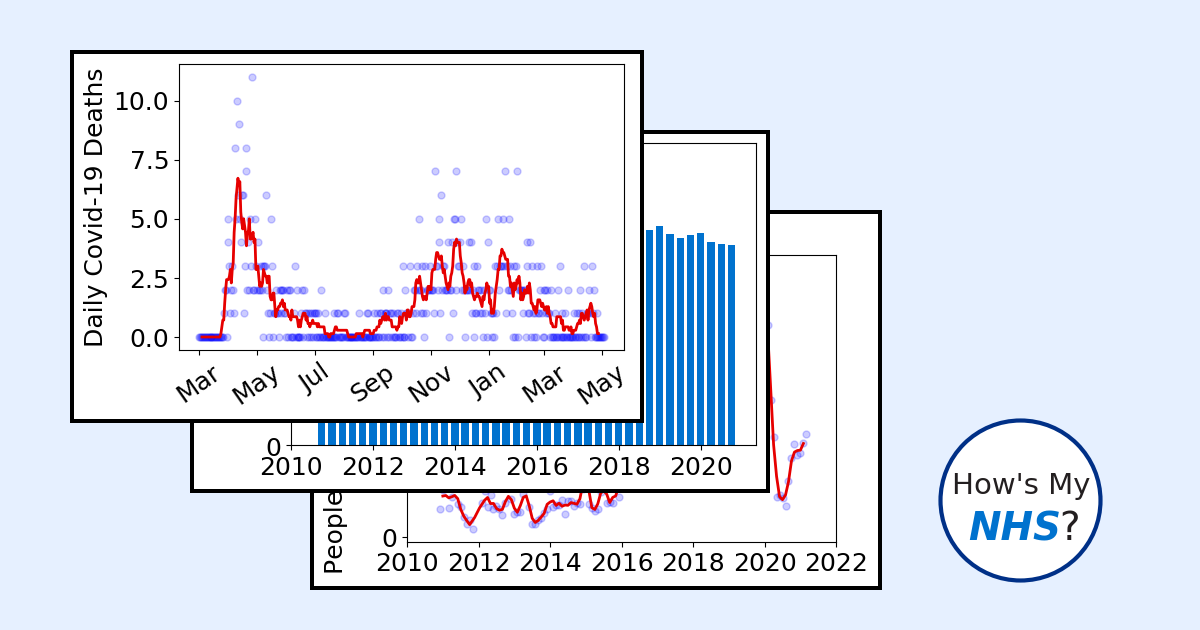 Daily Covid-19 Deaths
10.0
7.5
5.0
2.5
0.0
Mar May Jul Sep Nov Jan Mar May
0
2010 2012 2014 2016 2018 2020
People
0
2010 2012 2014 2016 2018 2020 2022
How's My
NHS?